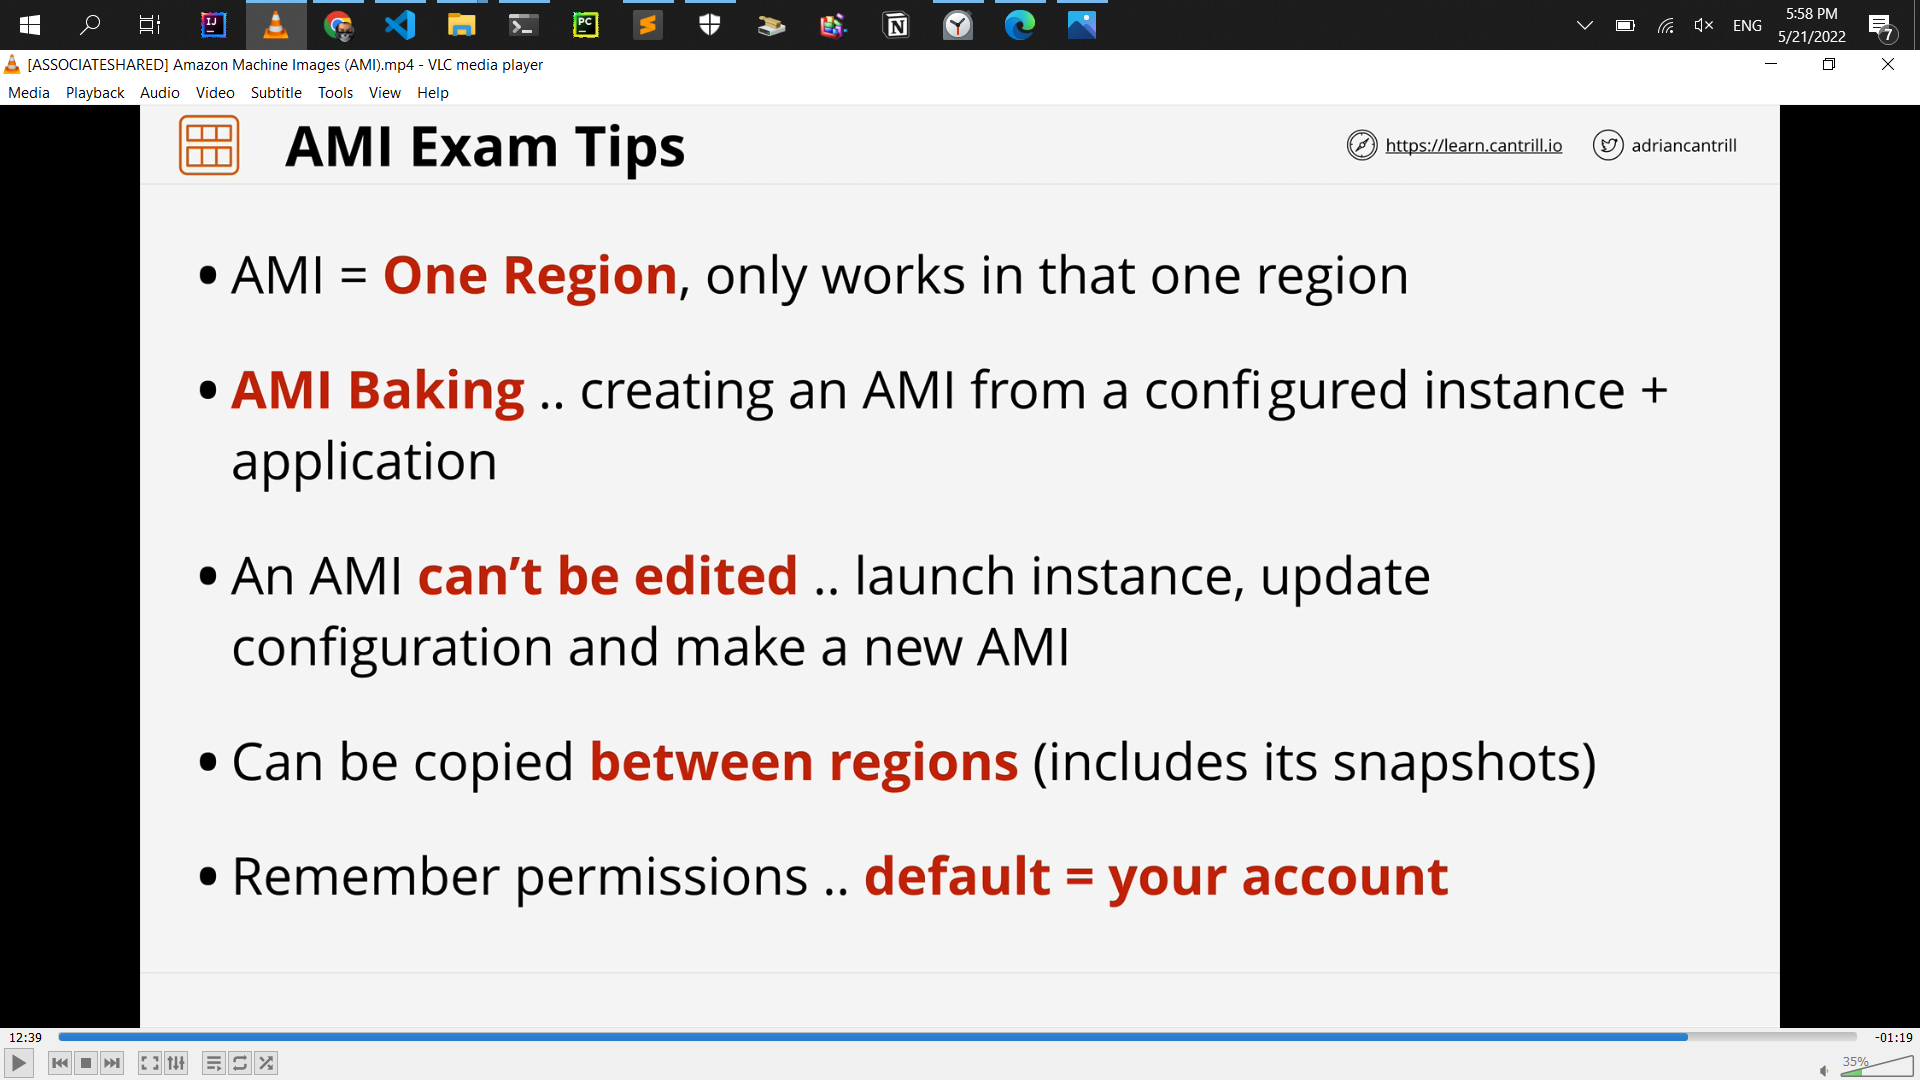 ENG
5:58 PM
5/21/2022
7
[ASSOCIATESHARED] Amazon Machine Images (AMI).mp4 - VLC media player
Media Playback Audio Video Subtitle Tools View Help
AMI Exam Tips
https://learn.cantrill.io
adriancantrill
• AMI = One Region, only works in that one region
• AMI Baking .. creating an AMI from a configured instance +
application
• An AMI can’t be edited .. launch instance, update
configuration and make a new AMI
• Can be copied between regions (includes its snapshots)
• Remember permissions .. default = your account
12:39
-01:19
35%